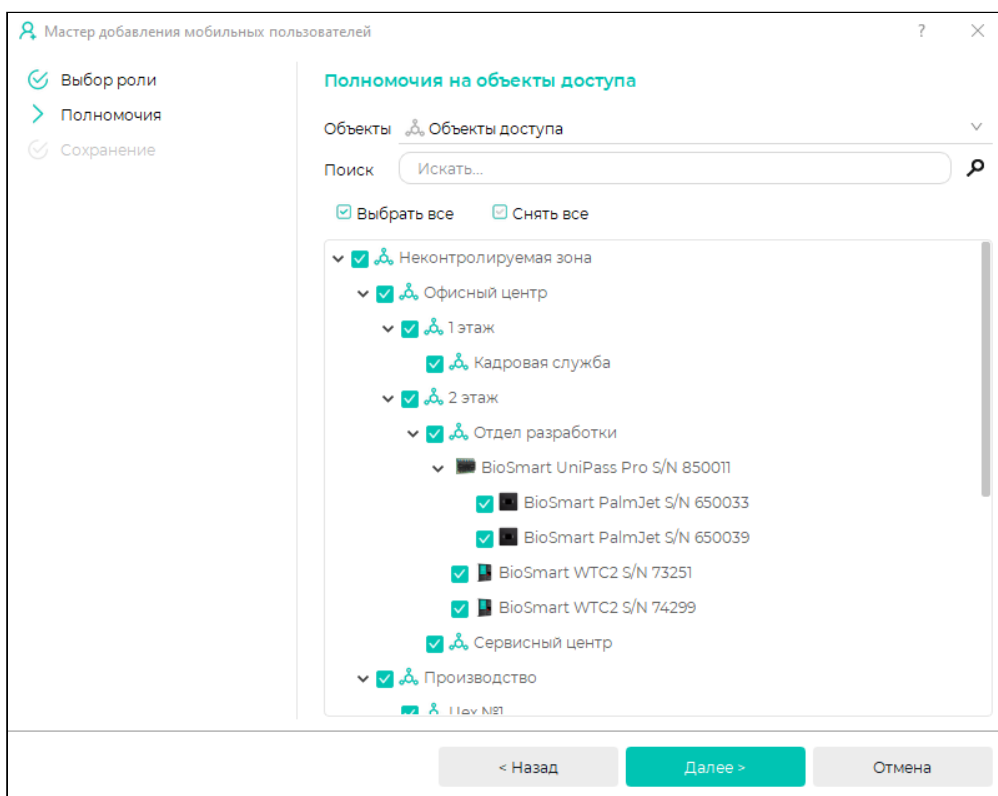 Мастер добавления мобильных пользователей ?
Выбор роли
Полномочия
Сохранение
Полномочия на объекты доступа
Объекты Объекты доступа
Поиск Искать...
Выбрать все Снять все
Неконтролируемая зона
Офисный центр
1 этаж
Кадровая служба
2 этаж
Отдел разработки
BioSmart UniPass Pro S/N 850011
BioSmart PalmJet S/N 650033
BioSmart PalmJet S/N 650039
BioSmart WTC2 S/N 73251
BioSmart WTC2 S/N 74299
Сервисный центр
Производство
Цех №1
< Назад Далее > Отмена